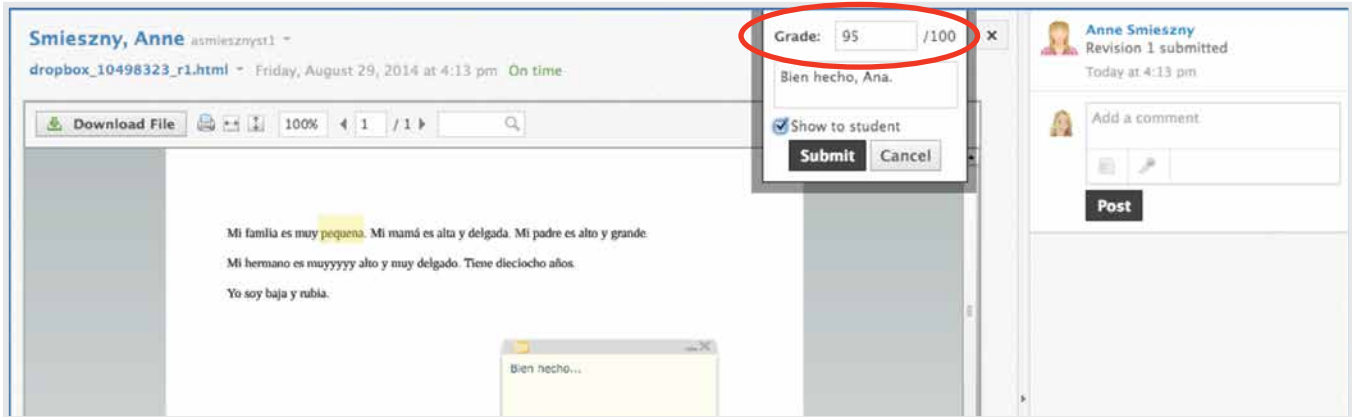 Smieszny, Anne asmiesznyst1
dropbox_10498323_r1.html Friday, August 29, 2014 at 4:13 pm On time
Grade: 95 /100
Bien hecho, Ana.
Show to student
Submit Cancel
Download File 100% 1 / 1
Mi famlia es muy pequena. Mi mamá es alta y delgada. Mi padre es alto y grande.
Mi hermano es muyyyyy alto y muy delgado. Tiene dieciocho años.
Yo soy baja y rubia.
Bien hecho...
Anne Smieszny
Revision 1 submitted
Today at 4:13 pm
Add a comment
Post